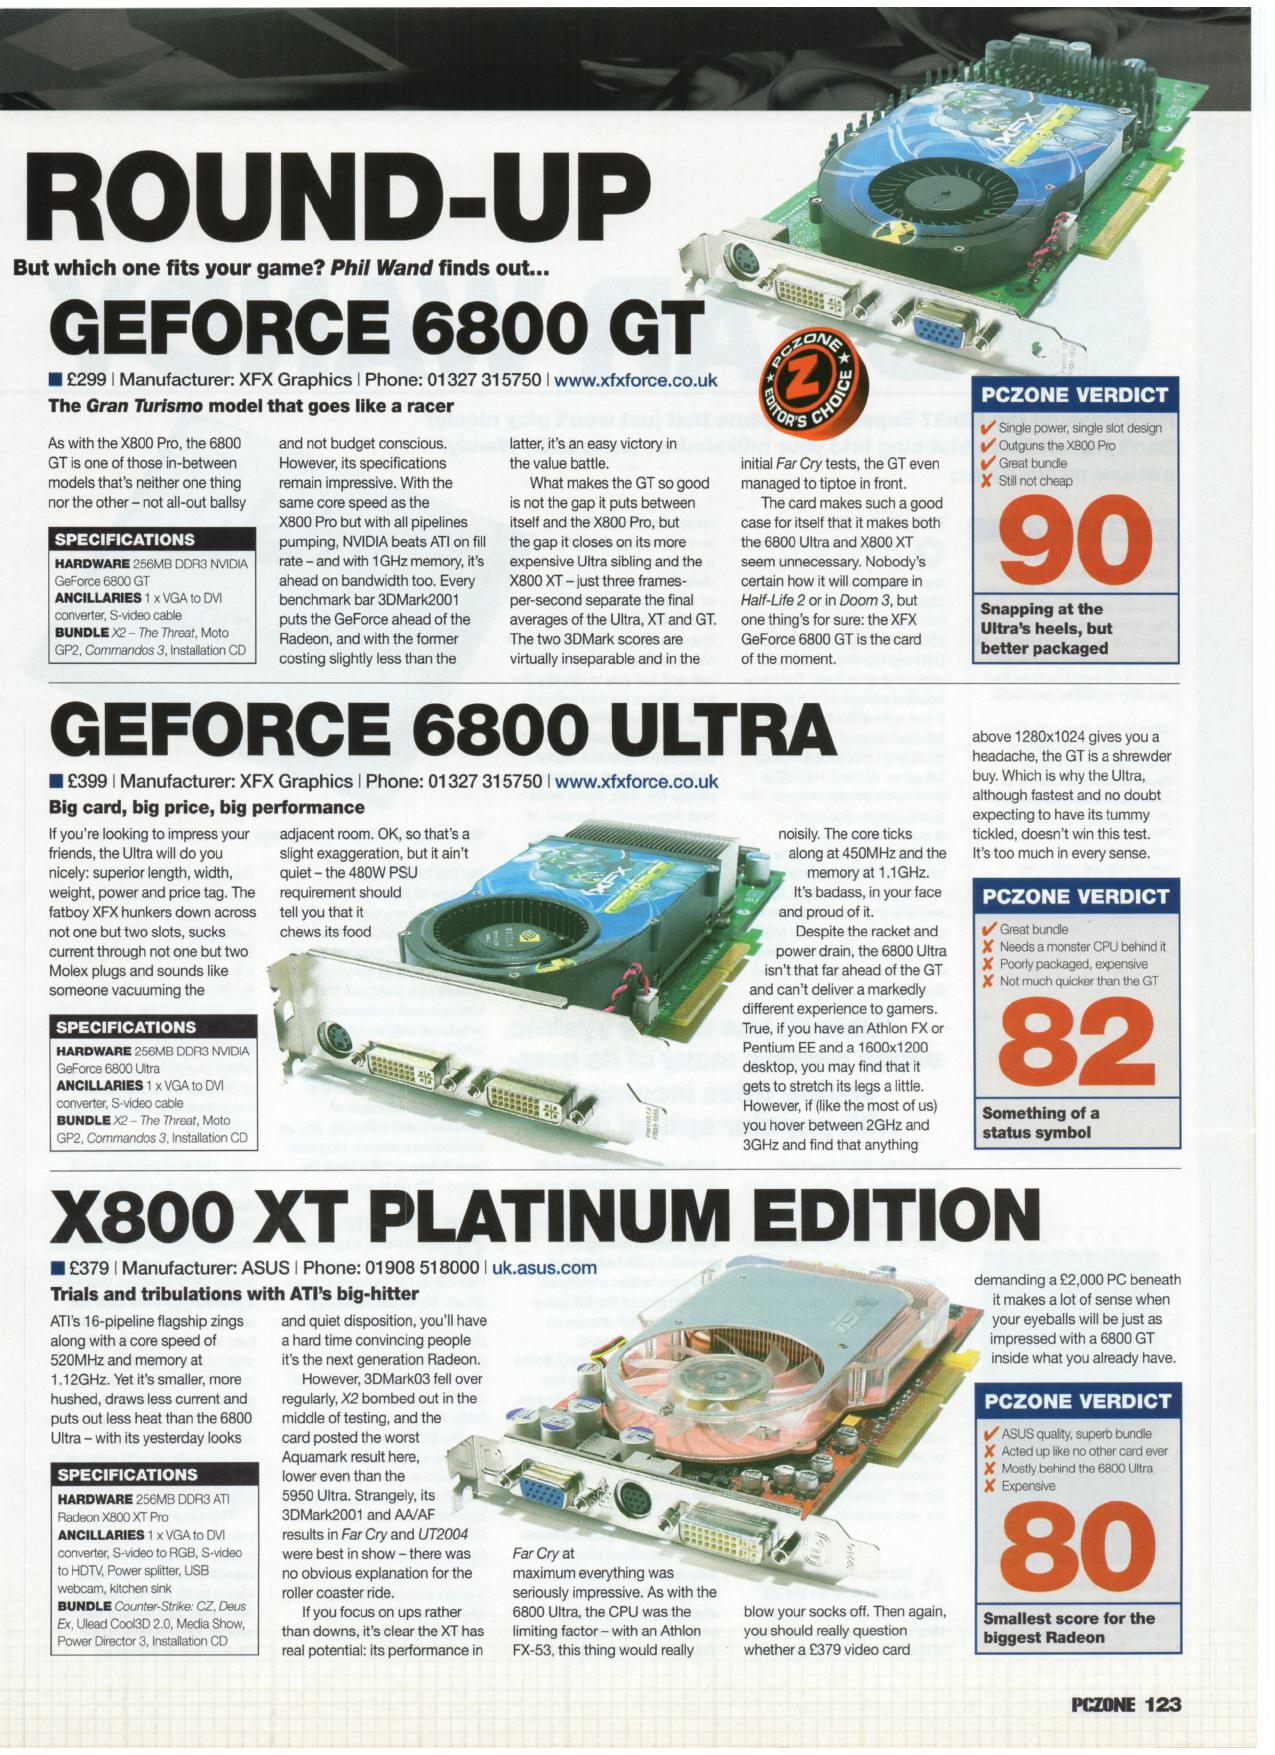 ROUND-UP
But which one fits your game? Phil Wand finds out...
GEFORCE 6800 GT
£299 | Manufacturer: XFX Graphics | Phone: 01327 315750 | www.xfxforce.co.uk
The Gran Turismo model that goes like a racer
PCZONE
Z
EDITOR'S CHOICE
As with the X800 Pro, the 6800
GT is one of those in-between
models that's neither one thing
nor the other – not all-out ballsy
SPECIFICATIONS
HARDWARE 256MB DDR3 NVIDIA
GeForce 6800 GT
ANCILLARIES 1 x VGA to DVI
converter, S-video cable
BUNDLE X2 – The Threat, Moto
GP2, Commandos 3, Installation CD
and not budget conscious.
However, its specifications
remain impressive. With the
same core speed as the
X800 Pro but with all pipelines
pumping, NVIDIA beats ATI on fill
rate – and with 1GHz memory, it's
ahead on bandwidth too. Every
benchmark bar 3DMark2001
puts the GeForce ahead of the
Radeon, and with the former
costing slightly less than the
latter, it's an easy victory in
the value battle.
What makes the GT so good
is not the gap it puts between
itself and the X800 Pro, but
the gap it closes on its more
expensive Ultra sibling and the
X800 XT – just three frames-
per-second separate the final
averages of the Ultra, XT and GT.
The two 3DMark scores are
virtually inseparable and in the
initial Far Cry tests, the GT even
managed to tiptoe in front.
The card makes such a good
case for itself that it makes both
the 6800 Ultra and X800 XT
seem unnecessary. Nobody's
certain how it will compare in
Half-Life 2 or in Doom 3, but
one thing's for sure: the XFX
GeForce 6800 GT is the card
of the moment.
PCZONE VERDICT
✓ Single power, single slot design
✓ Outguns the X800 Pro
✓ Great bundle
✗ Still not cheap
90
Snapping at the
Ultra's heels, but
better packaged
GEFORCE 6800 ULTRA
£399 | Manufacturer: XFX Graphics | Phone: 01327 315750 | www.xfxforce.co.uk
Big card, big price, big performance
If you're looking to impress your
friends, the Ultra will do you
nicely: superior length, width,
weight, power and price tag. The
fatboy XFX hunkers down across
not one but two slots, sucks
current through not one but two
Molex plugs and sounds like
someone vacuuming the
SPECIFICATIONS
HARDWARE 256MB DDR3 NVIDIA
GeForce 6800 Ultra
ANCILLARIES 1 x VGA to DVI
converter, S-video cable
BUNDLE X2 – The Threat, Moto
GP2, Commandos 3, Installation CD
adjacent room. OK, so that's a
slight exaggeration, but it ain't
quiet – the 480W PSU
requirement should
tell you that it
chews its food
noisily. The core ticks
along at 450MHz and the
memory at 1.1GHz.
It's badass, in your face
and proud of it.
Despite the racket and
power drain, the 6800 Ultra
isn't that far ahead of the GT
and can't deliver a markedly
different experience to gamers.
True, if you have an Athlon FX or
Pentium EE and a 1600x1200
desktop, you may find that it
gets to stretch its legs a little.
However, if (like the most of us)
you hover between 2GHz and
3GHz and find that anything
above 1280x1024 gives you a
headache, the GT is a shrewder
buy. Which is why the Ultra,
although fastest and no doubt
expecting to have its tummy
tickled, doesn't win this test.
It's too much in every sense.
PCZONE VERDICT
✓ Great bundle
✗ Needs a monster CPU behind it
✗ Poorly packaged, expensive
✗ Not much quicker than the GT
82
Something of a
status symbol
X800 XT PLATINUM EDITION
£379 | Manufacturer: ASUS | Phone: 01908 518000 | uk.asus.com
Trials and tribulations with ATI's big-hitter
ATI's 16-pipeline flagship zings
along with a core speed of
520MHz and memory at
1.12GHz. Yet it's smaller, more
hushed, draws less current and
puts out less heat than the 6800
Ultra – with its yesterday looks
SPECIFICATIONS
HARDWARE 256MB DDR3 ATI
Radeon X800 XT Pro
ANCILLARIES 1 x VGA to DVI
converter, S-video to RGB, S-video
to HDTV, Power splitter, USB
webcam, kitchen sink
BUNDLE Counter-Strike: CZ, Deus
Ex, Ulead Cool3D 2.0, Media Show,
Power Director 3, Installation CD
and quiet disposition, you'll have
a hard time convincing people
it's the next generation Radeon.
However, 3DMark03 fell over
regularly, X2 bombed out in the
middle of testing, and the
card posted the worst
Aquamark result here,
lower even than the
5950 Ultra. Strangely, its
3DMark2001 and AA/AF
results in Far Cry and UT2004
were best in show – there was
no obvious explanation for the
roller coaster ride.
If you focus on ups rather
than downs, it's clear the XT has
real potential: its performance in
Far Cry at
maximum everything was
seriously impressive. As with the
6800 Ultra, the CPU was the
limiting factor – with an Athlon
FX-53, this thing would really
blow your socks off. Then again,
you should really question
whether a £379 video card
demanding a £2,000 PC beneath
it makes a lot of sense when
your eyeballs will be just as
impressed with a 6800 GT
inside what you already have.
PCZONE VERDICT
✓ ASUS quality, superb bundle
✗ Acted up like no other card ever
✗ Mostly behind the 6800 Ultra
✗ Expensive
80
Smallest score for the
biggest Radeon
PCZONE 123